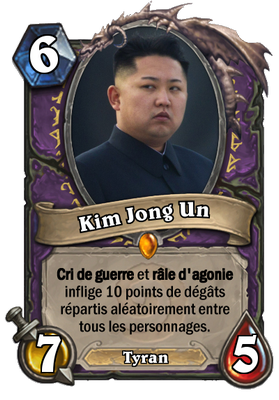 6
Kim Jong Un
Cri de guerre et râle d'agonie
inflige 10 points de dégâts
répartis aléatoirement entre
tous les personnages.
7
Tyran
5